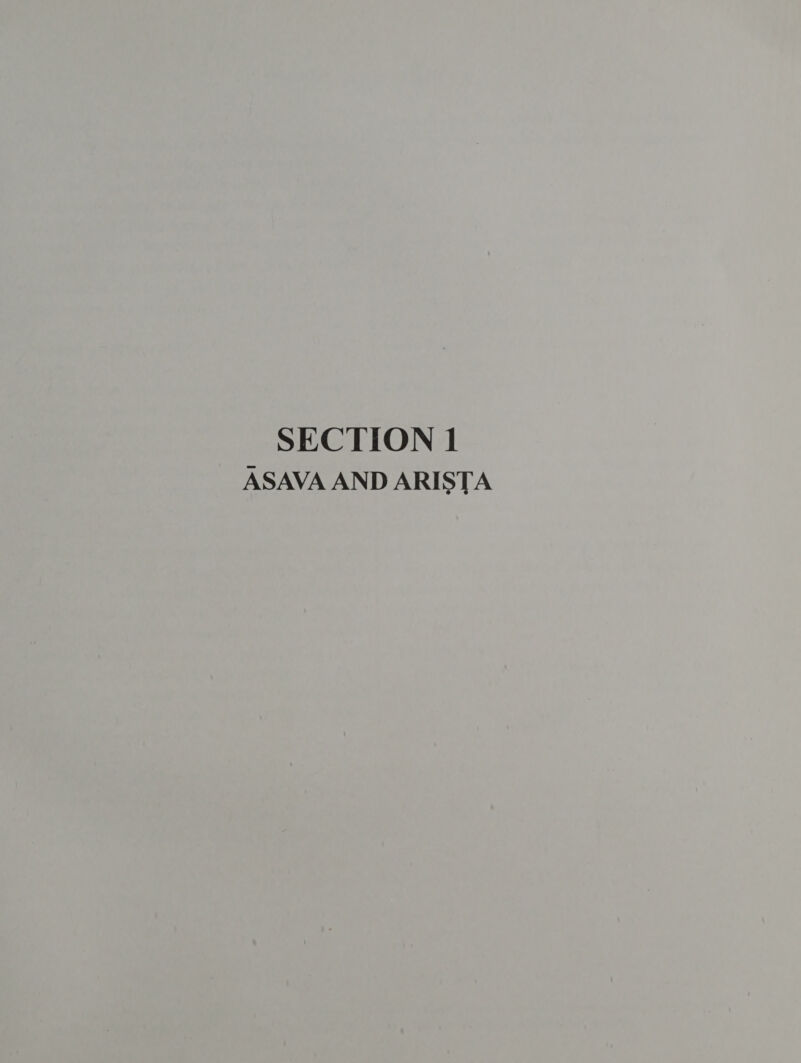 SECTION 1
ĀSAVA AND ARIṢṬA